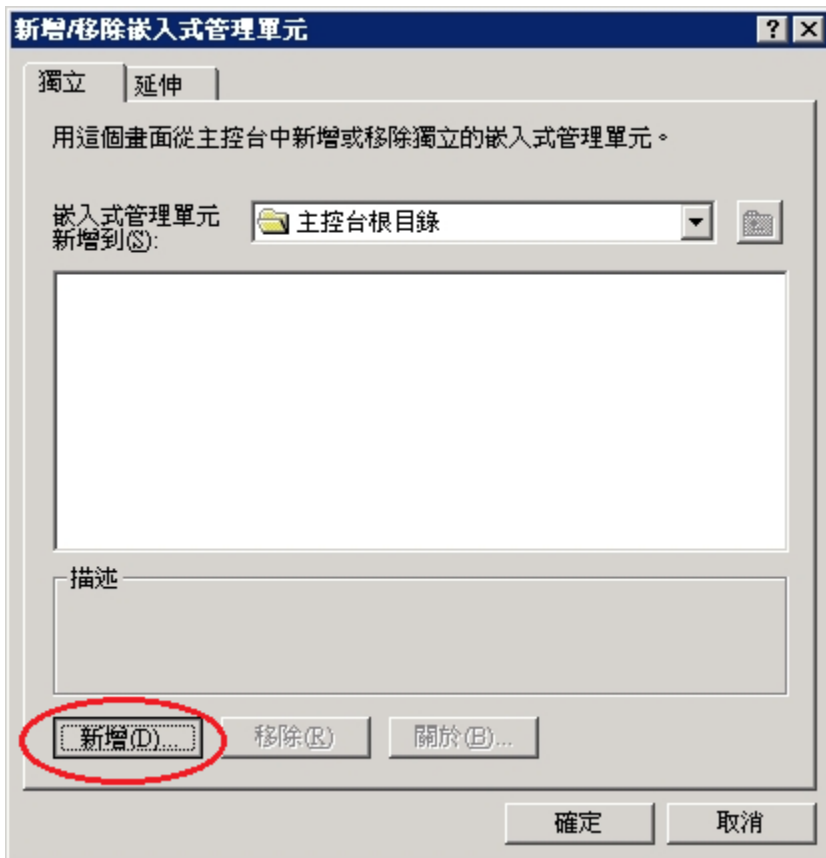 新增/移除嵌入式管理單元
獨立
延伸
用這個畫面從主控台中新增或移除獨立的嵌入式管理單元。
嵌入式管理單元
新增到(S):
主控台根目錄
描述
新增(D)... 移除(R) 關於(B)...
確定 取消